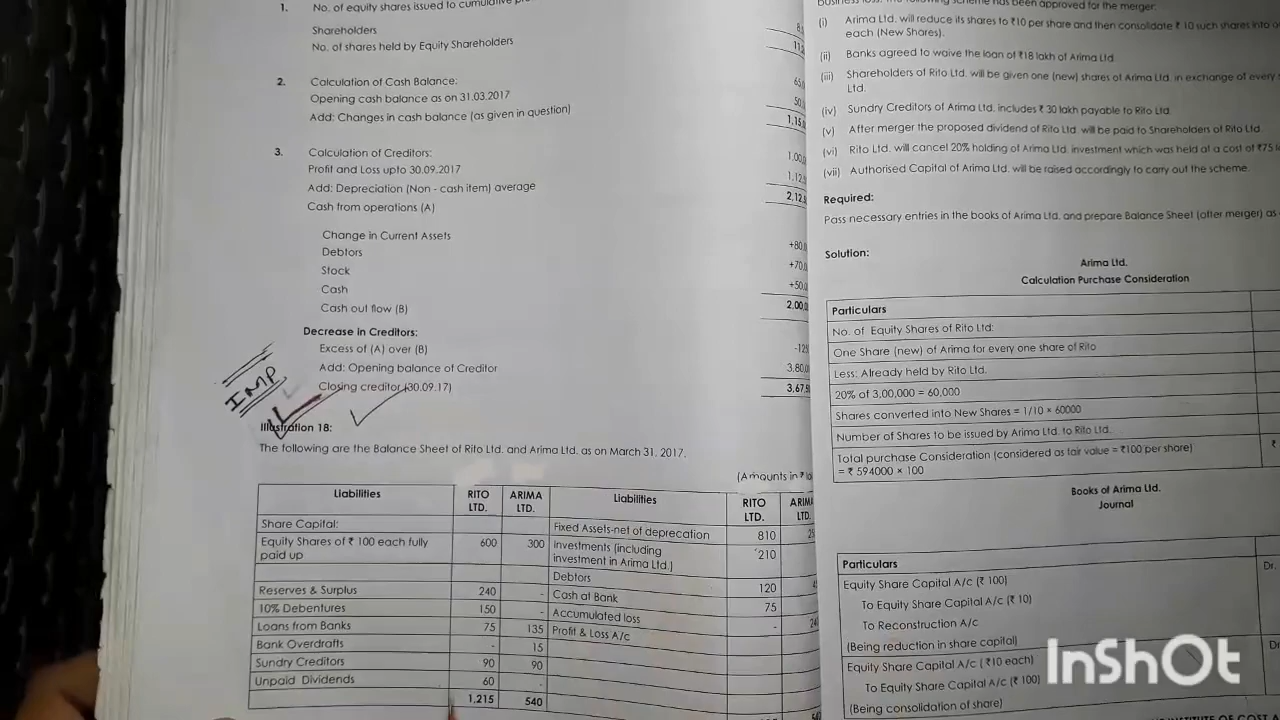 1. No. of equity shares issued to cumulative
Shareholders
No. of shares held by Equity Shareholders
2. Calculation of Cash Balance:
Opening cash balance as on 31.03.2017
Add: Changes in cash balance (as given in question)
3. Calculation of Creditors:
Profit and Loss upto 30.09.2017
Add: Depreciation (Non - cash item) average
Cash from operations (A)
Change in Current Assets
Debtors
Stock
Cash
Cash out flow (B)
Decrease in Creditors:
Excess of (A) over (B)
Add: Opening balance of Creditor
Closing creditor (30.09.17)
IMP
Illustration 18:
The following are the Balance Sheet of Rito Ltd. and Arima Ltd. as on March 31, 2017.
(Amounts in ₹
Liabilities RITO LTD. ARIMA LTD. Liabilities RITO LTD. ARIM LTD.
Share Capital: Fixed Assets-net of deprecation 810
Equity Shares of ₹ 100 each fully paid up 600 300 Investments (including investment in Arima Ltd.) 210
Debtors 120
Reserves & Surplus 240 - Cash at Bank 75
10% Debentures 150 - Accumulated loss -
Loans from Banks 75 135 Profit & Loss A/c
Bank Overdrafts - 15
Sundry Creditors 90 90
Unpaid Dividends 60 -
1,215 540
following scheme has been approved for the merger:
(i) Arima Ltd. will reduce its shares to ₹10 per share and then consolidate ₹ 10 such shares into
each (New Shares).
(ii) Banks agreed to waive the loan of ₹18 lakh of Arima Ltd.
(iii) Shareholders of Rito Ltd. will be given one (new) shares of Arima Ltd. in exchange of every
Ltd.
(iv) Sundry Creditors of Arima Ltd. includes ₹ 30 lakh payable to Rito Ltd.
(v) After merger the proposed dividend of Rito Ltd. will be paid to Shareholders of Rito Ltd.
(vi) Rito Ltd. will cancel 20% holding of Arima Ltd. investment which was held at a cost of ₹75
(vii) Authorised Capital of Arima Ltd. will be raised accordingly to carry out the scheme.
Required:
Pass necessary entries in the books of Arima Ltd. and prepare Balance Sheet (after merger) as
Solution:
Arima Ltd.
Calculation Purchase Consideration
Particulars
No. of Equity Shares of Rito Ltd:
One Share (new) of Arima for every one share of Rito
Less: Already held by Rito Ltd.
20% of 3,00,000 = 60,000
Shares converted into New Shares = 1/10 × 60000
Number of Shares to be issued by Arima Ltd. to Rito Ltd.
Total purchase Consideration (considered as fair value = ₹100 per share)
= ₹ 594000 × 100
Books of Arima Ltd.
Journal
Particulars
Equity Share Capital A/c (₹ 100) Dr.
To Equity Share Capital A/c (₹ 10)
To Reconstruction A/c
(Being reduction in share capital)
Equity Share Capital A/c (₹10 each)
To Equity Share Capital A/c (₹ 100)
(Being consolidation of share)
InShOt